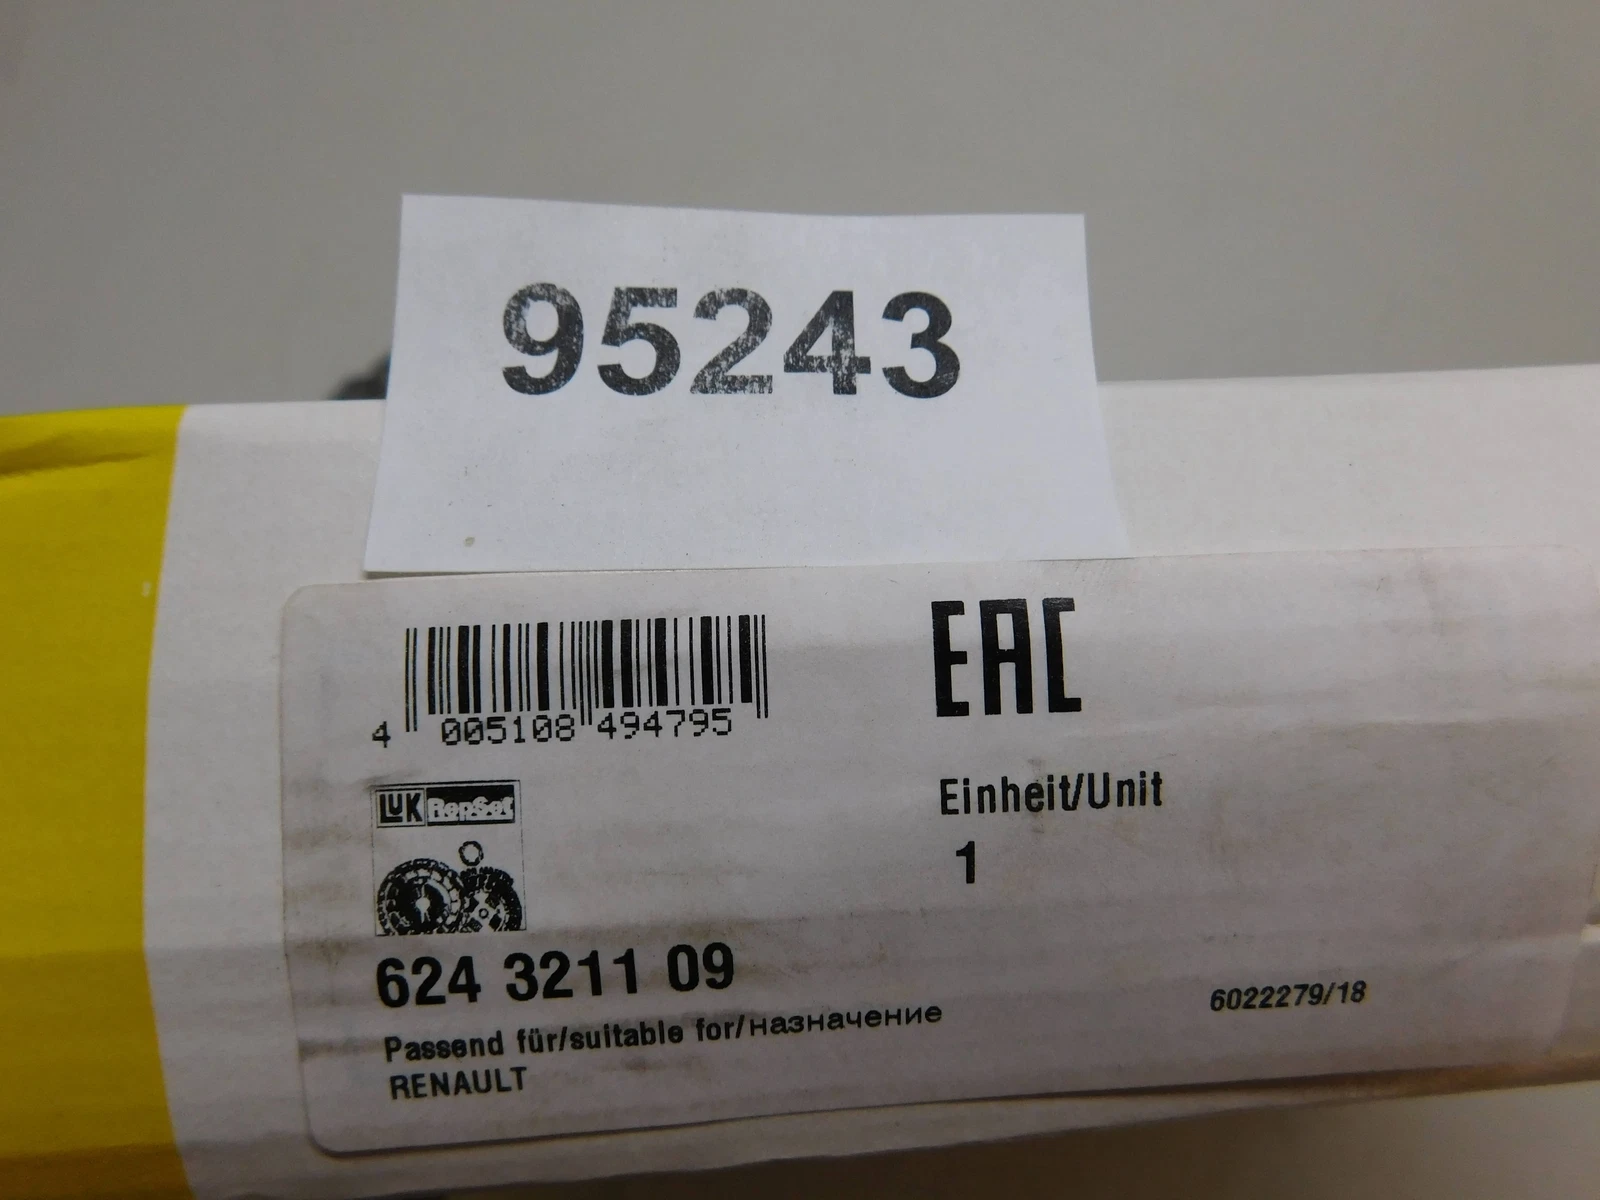 95243
EAC
4 005108 494795
LUK RepSet
Einheit/Unit
1
624 3211 09
6022279/18
Passend für/suitable for/назначение
RENAULT